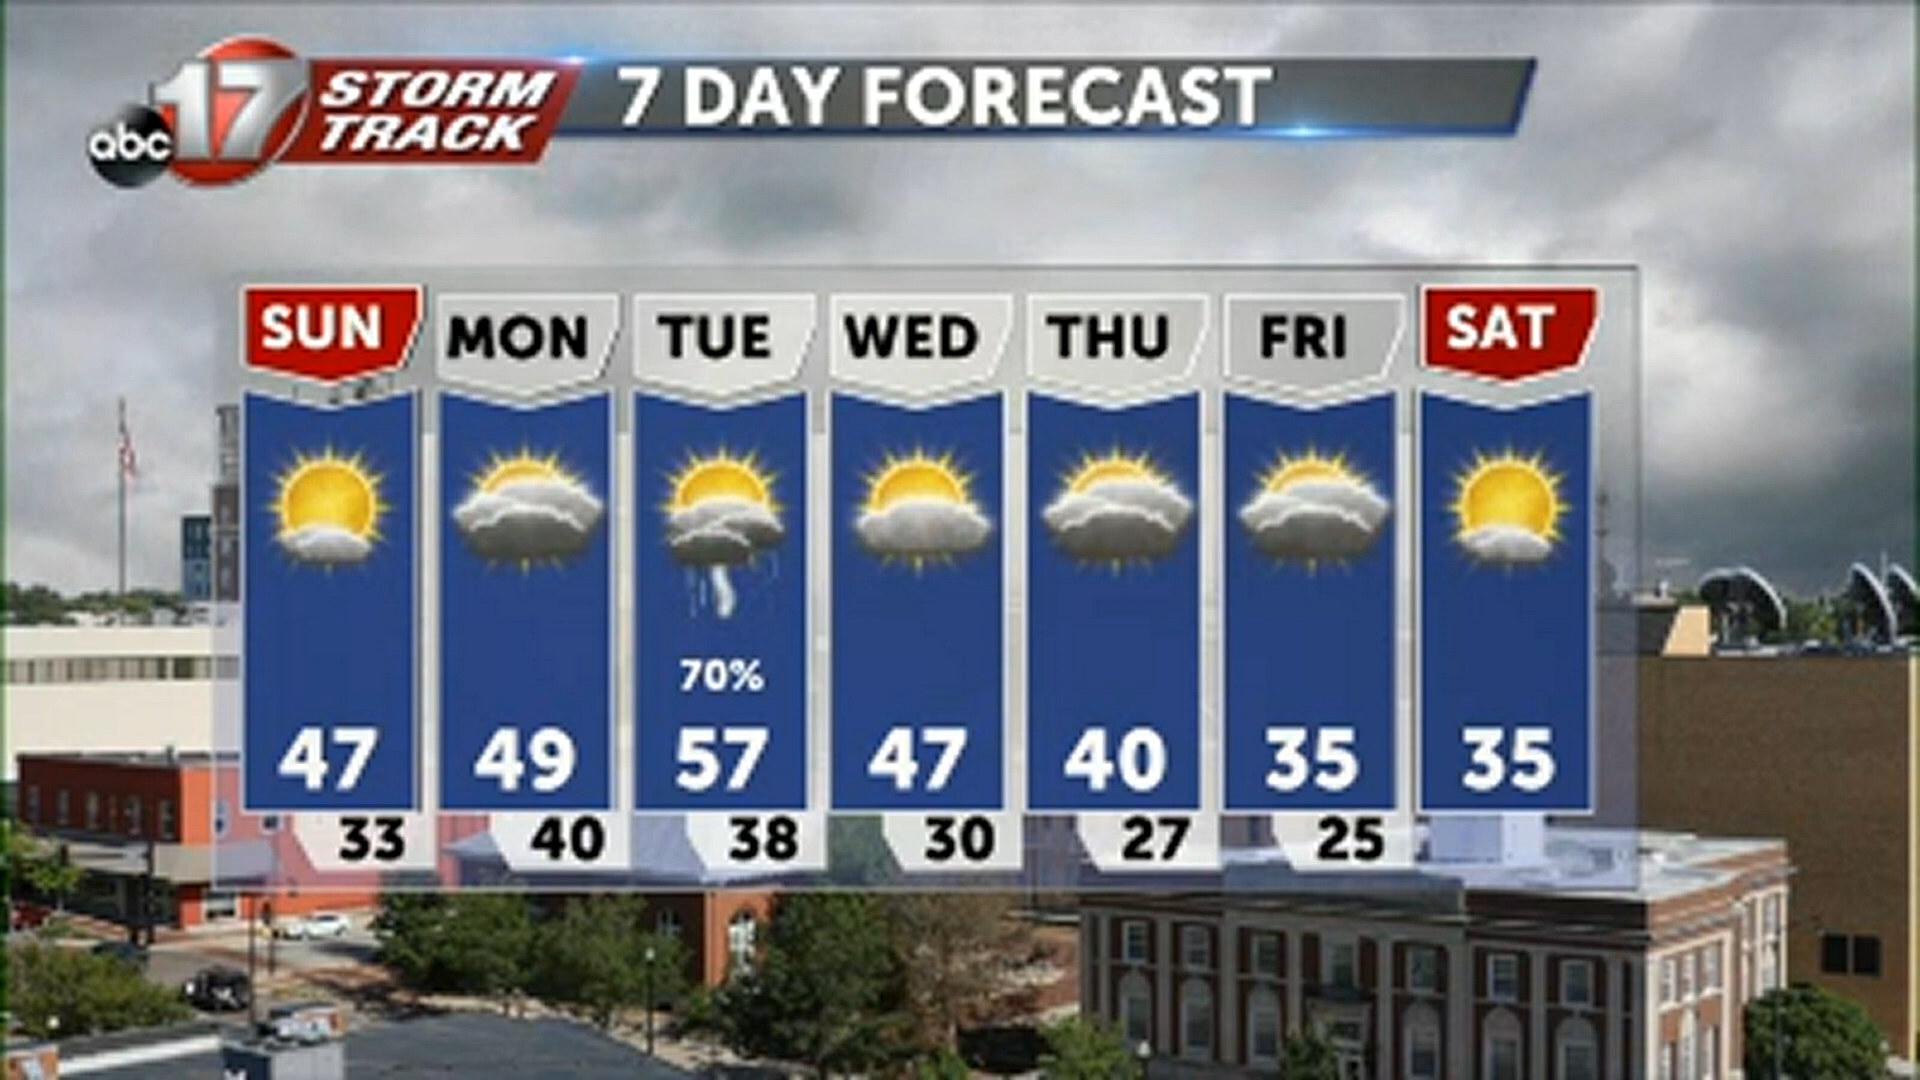 abc 17 STORM TRACK 7 DAY FORECAST
SUN MON TUE WED THU FRI SAT
70%
47 49 57 47 40 35 35
33 40 38 30 27 25